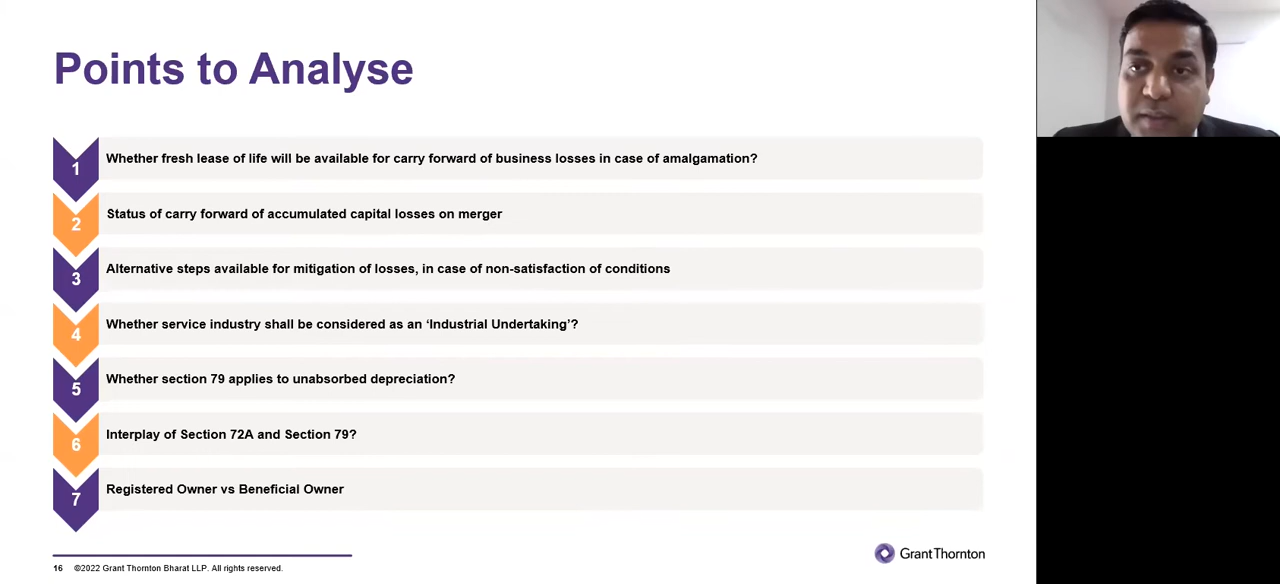 Points to Analyse
1
Whether fresh lease of life will be available for carry forward of business losses in case of amalgamation?
2
Status of carry forward of accumulated capital losses on merger
3
Alternative steps available for mitigation of losses, in case of non-satisfaction of conditions
4
Whether service industry shall be considered as an ‘Industrial Undertaking’?
5
Whether section 79 applies to unabsorbed depreciation?
6
Interplay of Section 72A and Section 79?
7
Registered Owner vs Beneficial Owner
16 ©2022 Grant Thornton Bharat LLP. All rights reserved.
GrantThornton